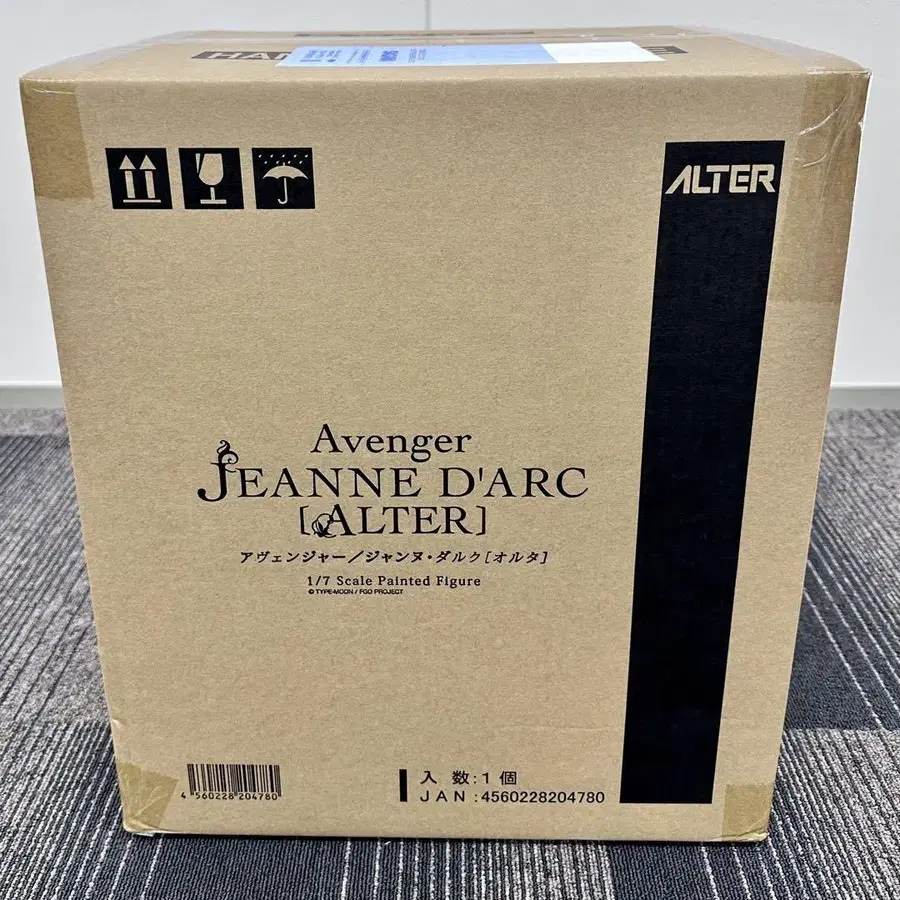 ALTER
Avenger
JEANNE D'ARC
[ALTER]
アヴェンジャー/ジャンヌ・ダルク[オルタ]
1/7 Scale Painted Figure
© TYPE-MOON / FGO PROJECT
4 560228 204780
入 数:1 個
JAN :4560228204780